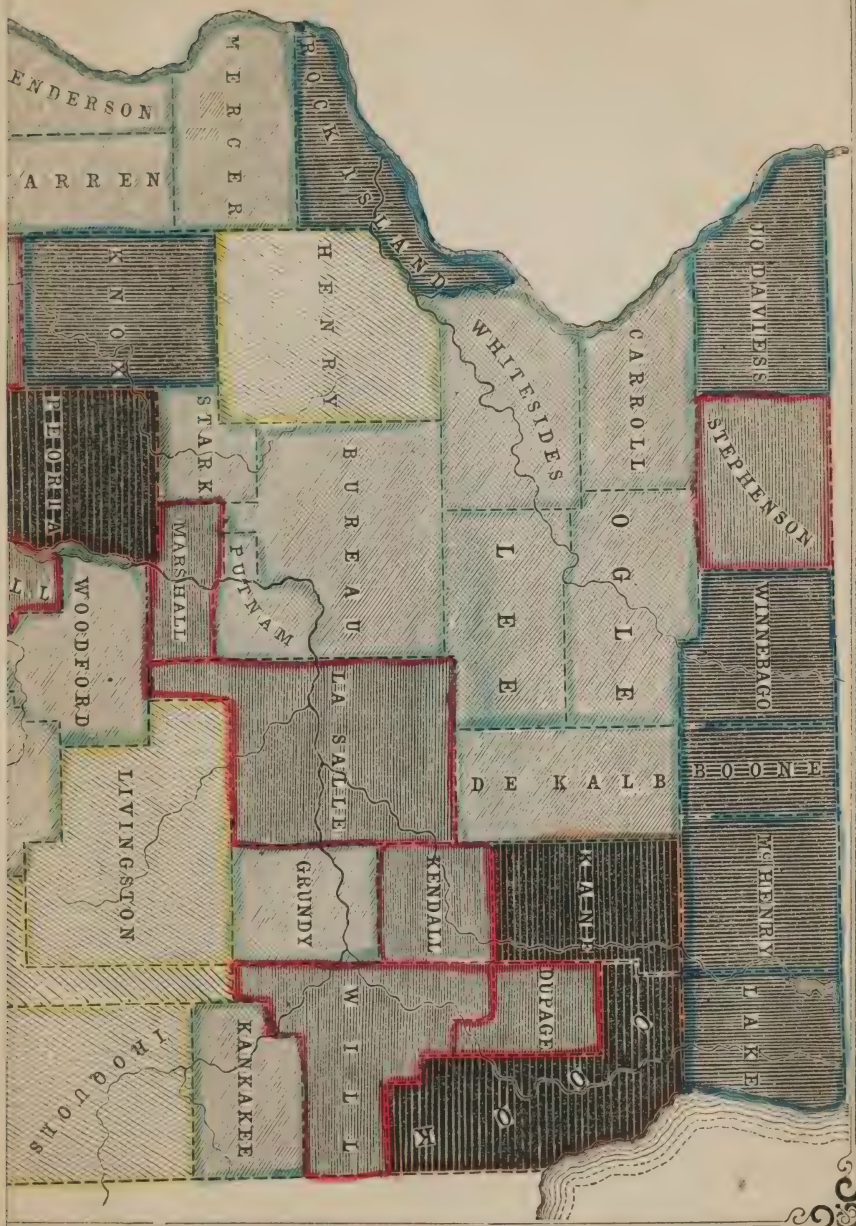 ENDERSON
MERCER
ROCK ISLAND
ARREN
KNOX
HENRY
WHITESIDES
CARROLL
JO DAVIESS
STEPHENSON
PEORIA
STARK
BUREAU
MARSHALL
PUTNAM
LEE
OGLE
WINNEBAGO
LL
WOODFORD
LA SALLE
DE KALB
BOONE
LIVINGSTON
GRUNDY
KENDALL
KANE
McHENRY
DUPAGE
WILL
COOK
LAKE
IROQUOIS
KANKAKEE